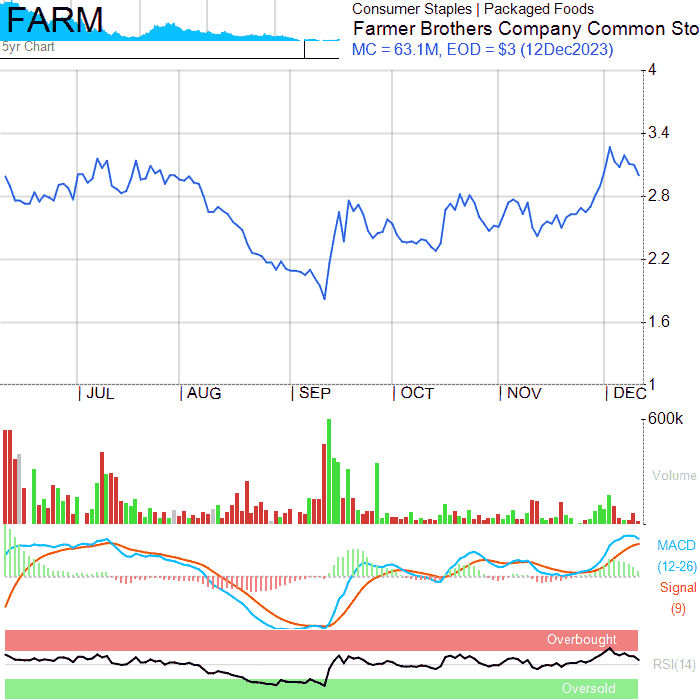 FARM
5yr Chart
Consumer Staples | Packaged Foods
Farmer Brothers Company Common Sto
MC = 63.1M, EOD = $3 (12Dec2023)
4
3.4
2.8
2.2
1.6
1
| JUL | AUG | SEP | OCT | NOV | DEC
600k
Volume
MACD
(12-26)
Signal
(9)
Overbought
RSI(14)
Oversold